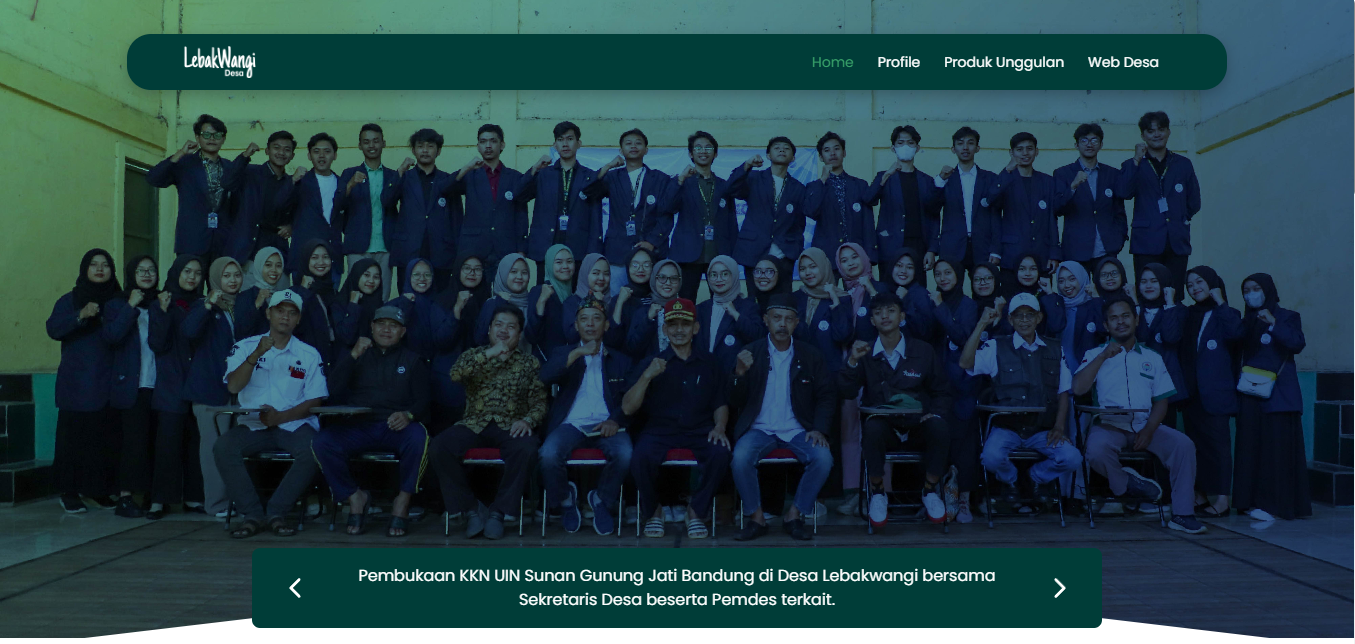 LebakWangi
Desa
Home Profile Produk Unggulan Web Desa
Pembukaan KKN UIN Sunan Gunung Jati Bandung di Desa Lebakwangi bersama
Sekretaris Desa beserta Pemdes terkait.